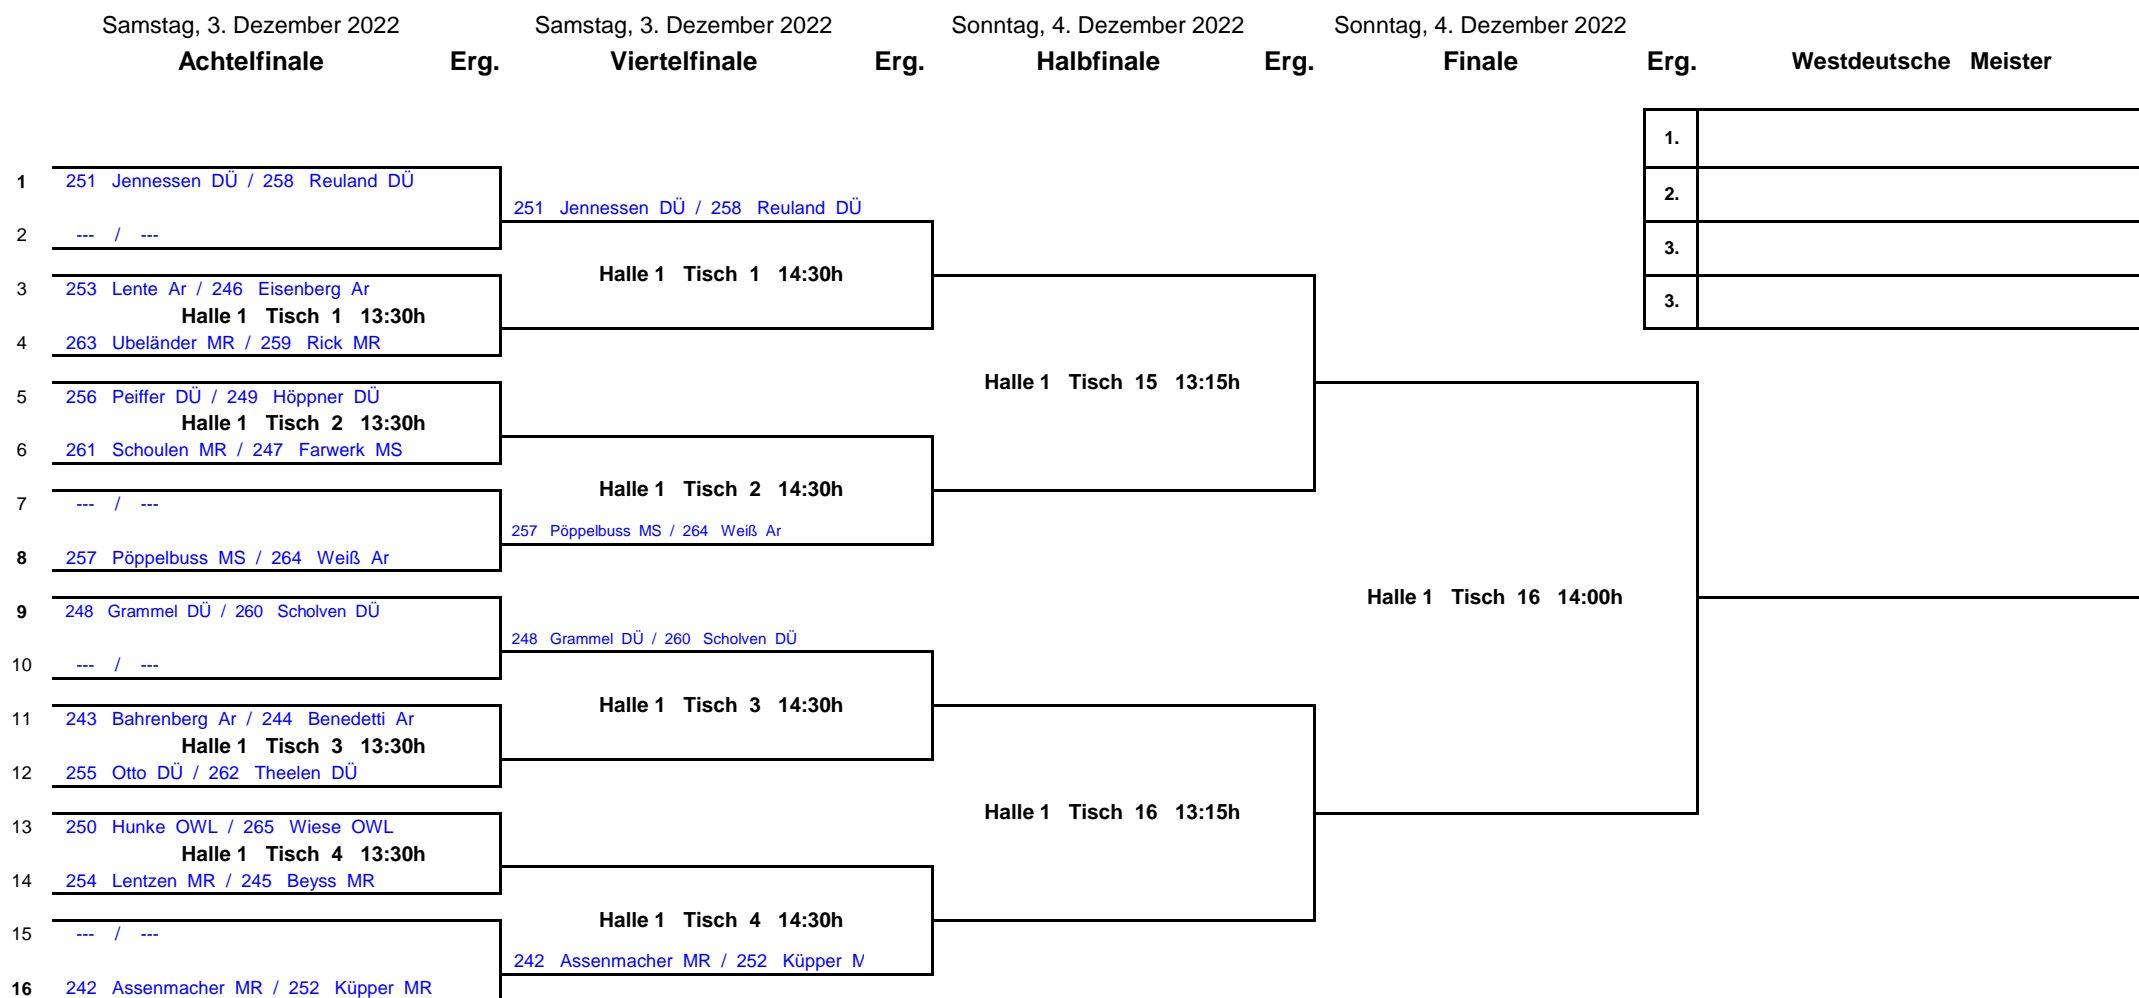 Samstag, 3. Dezember 2022 Samstag, 3. Dezember 2022 Sonntag, 4. Dezember 2022 Sonntag, 4. Dezember 2022
Achtelfinale Erg. Viertelfinale Erg. Halbfinale Erg. Finale Erg. Westdeutsche Meister
1.
1 251 Jennessen DÜ / 258 Reuland DÜ
2.
251 Jennessen DÜ / 258 Reuland DÜ
2 --- / ---
3.
Halle 1 Tisch 1 14:30h
3 253 Lente Ar / 246 Eisenberg Ar
3.
Halle 1 Tisch 1 13:30h
4 263 Ubeländer MR / 259 Rick MR
Halle 1 Tisch 15 13:15h
5 256 Peiffer DÜ / 249 Höppner DÜ
Halle 1 Tisch 2 13:30h
6 261 Schoulen MR / 247 Farwerk MS
Halle 1 Tisch 2 14:30h
7 --- / ---
257 Pöppelbuss MS / 264 Weiß Ar
8 257 Pöppelbuss MS / 264 Weiß Ar
Halle 1 Tisch 16 14:00h
9 248 Grammel DÜ / 260 Scholven DÜ
248 Grammel DÜ / 260 Scholven DÜ
10 --- / ---
Halle 1 Tisch 3 14:30h
11 243 Bahrenberg Ar / 244 Benedetti Ar
Halle 1 Tisch 3 13:30h
12 255 Otto DÜ / 262 Theelen DÜ
Halle 1 Tisch 16 13:15h
13 250 Hunke OWL / 265 Wiese OWL
Halle 1 Tisch 4 13:30h
14 254 Lentzen MR / 245 Beyss MR
Halle 1 Tisch 4 14:30h
15 --- / ---
242 Assenmacher MR / 252 Küpper M
16 242 Assenmacher MR / 252 Küpper MR